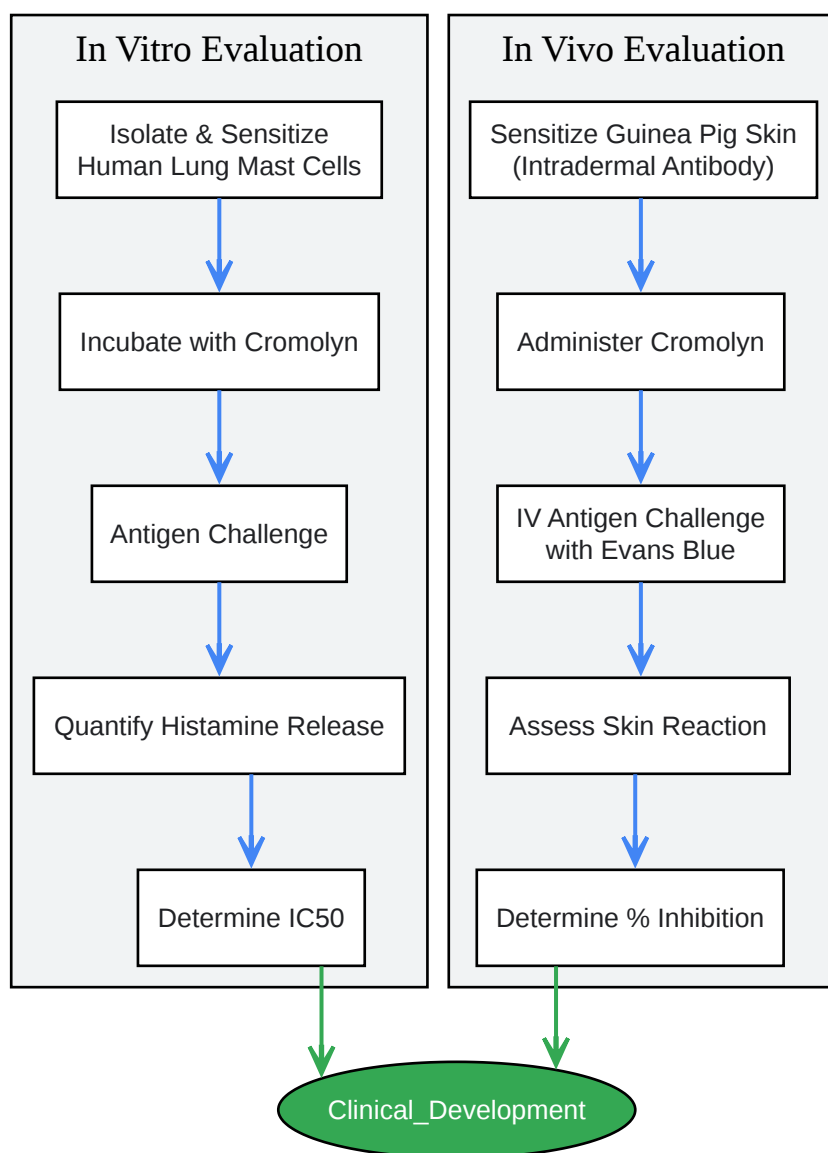 In Vitro Evaluation
Isolate & Sensitize
Human Lung Mast Cells
Incubate with Cromolyn
Antigen Challenge
Quantify Histamine Release
Determine IC50
In Vivo Evaluation
Sensitize Guinea Pig Skin
(Intradermal Antibody)
Administer Cromolyn
IV Antigen Challenge
with Evans Blue
Assess Skin Reaction
Determine % Inhibition
Clinical_Development